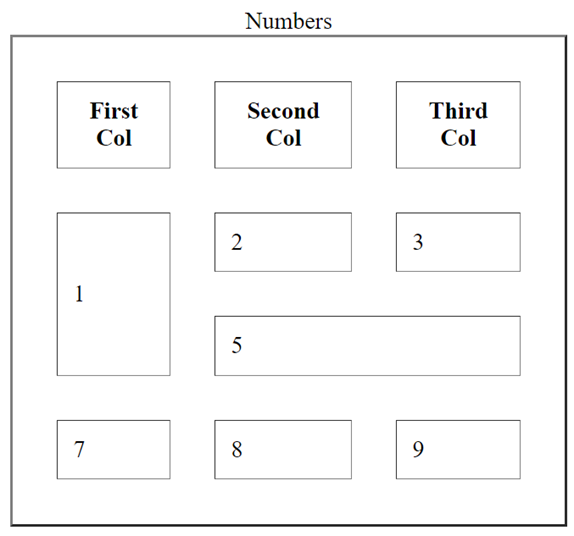 Numbers
First Second Third
Col Col Col
1
2 3
5
7 8 9